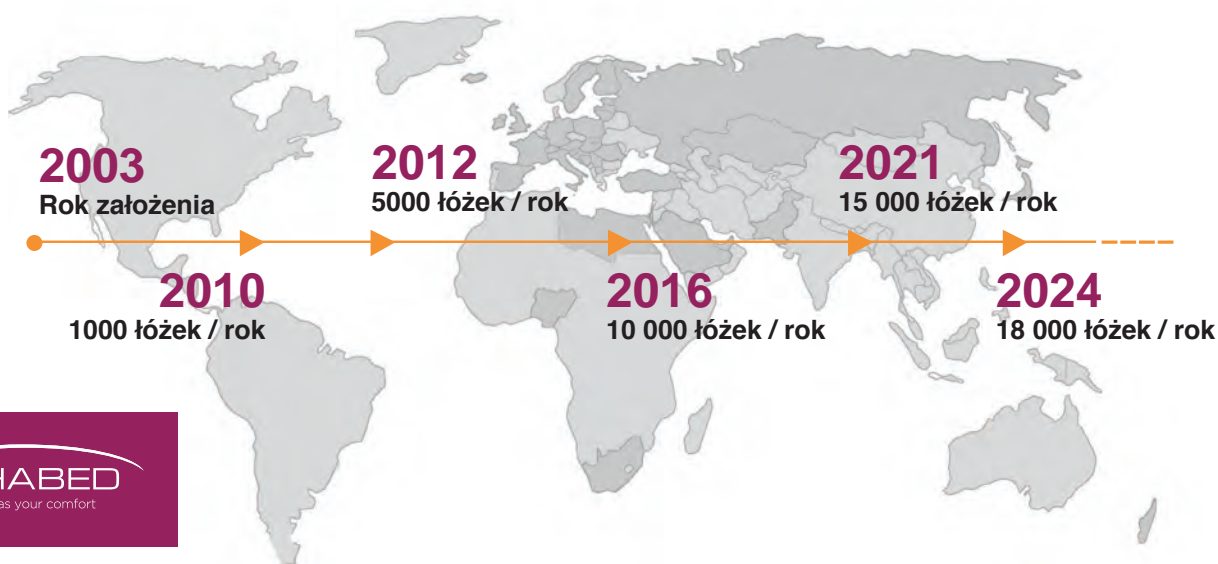 2003
Rok założenia
2010
1000 łóżek / rok
2012
5000 łóżek / rok
2016
10 000 łóżek / rok
2021
15 000 łóżek / rok
2024
18 000 łóżek / rok
HABED
as your comfort